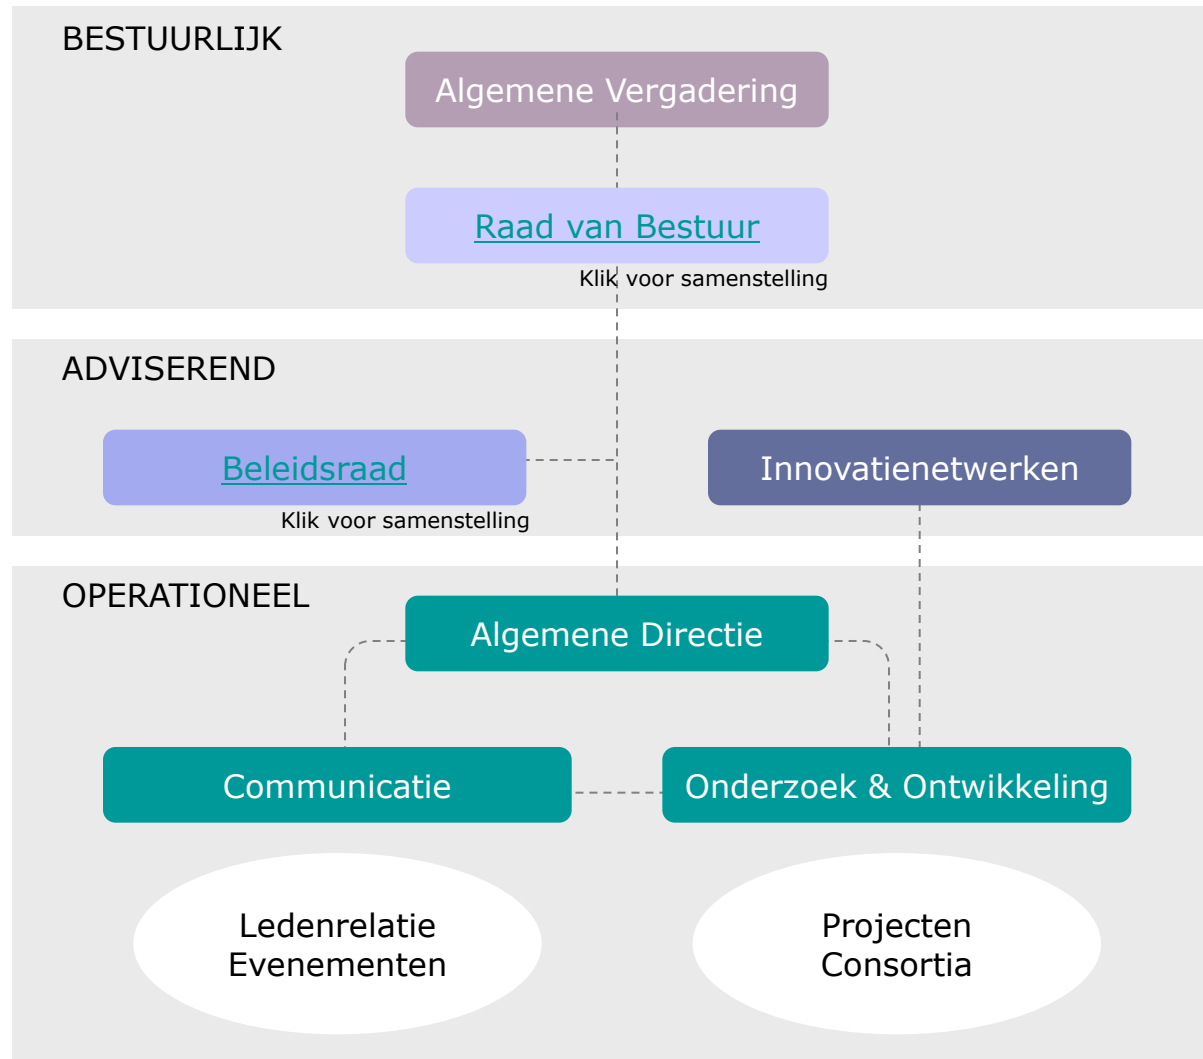 BESTUURLIJK
Algemene Vergadering
Raad van Bestuur
Klik voor samenstelling
ADVISEREND
Beleidsraad
Innovatienetwerken
Klik voor samenstelling
OPERATIONEEL
Algemene Directie
Communicatie
Onderzoek & Ontwikkeling
Ledenrelatie
Evenementen
Projecten
Consortia